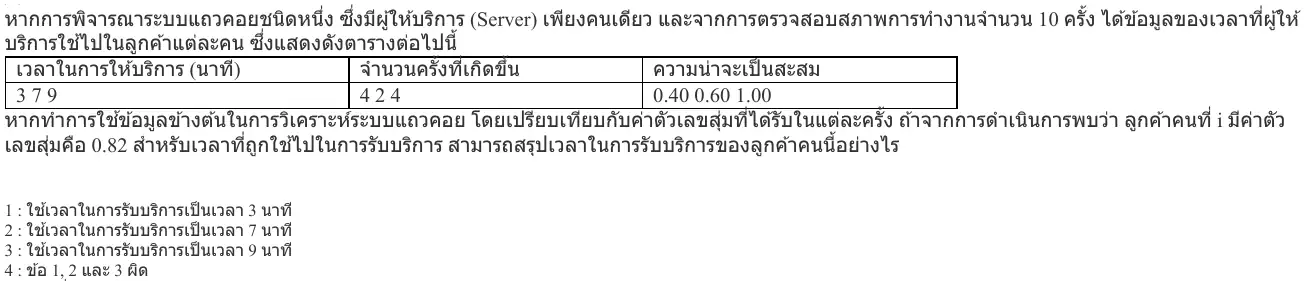 หากการพิจารณาระบบแถวคอยชนิดหนึ่ง ซึ่งมีผู้ให้บริการ (Server) เพียงคนเดียว และจากการตรวจสอบสภาพการทำงานจำนวน 10 ครั้ง ได้ข้อมูลของเวลาที่ผู้ให้
บริการใช้ไปในลูกค้าแต่ละคน ซึ่งแสดงดังตารางต่อไปนี้
เวลาในการให้บริการ (นาที) จำนวนครั้งที่เกิดขึ้น ความน่าจะเป็นสะสม
3 7 9 4 2 4 0.40 0.60 1.00
หากทำการใช้ข้อมูลข้างต้นในการวิเคราะห์ระบบแถวคอย โดยเปรียบเทียบกับค่าตัวเลขสุ่มที่ได้รับในแต่ละครั้ง ถ้าจากการดำเนินการพบว่า ลูกค้าคนที่ i มีค่าตัว
เลขสุ่มคือ 0.82 สำหรับเวลาที่ถูกใช้ไปในการรับบริการ สามารถสรุปเวลาในการรับบริการของลูกค้าคนนี้อย่างไร
1 : ใช้เวลาในการรับบริการเป็นเวลา 3 นาที
2 : ใช้เวลาในการรับบริการเป็นเวลา 7 นาที
3 : ใช้เวลาในการรับบริการเป็นเวลา 9 นาที
4 : ข้อ 1, 2 และ 3 ผิด